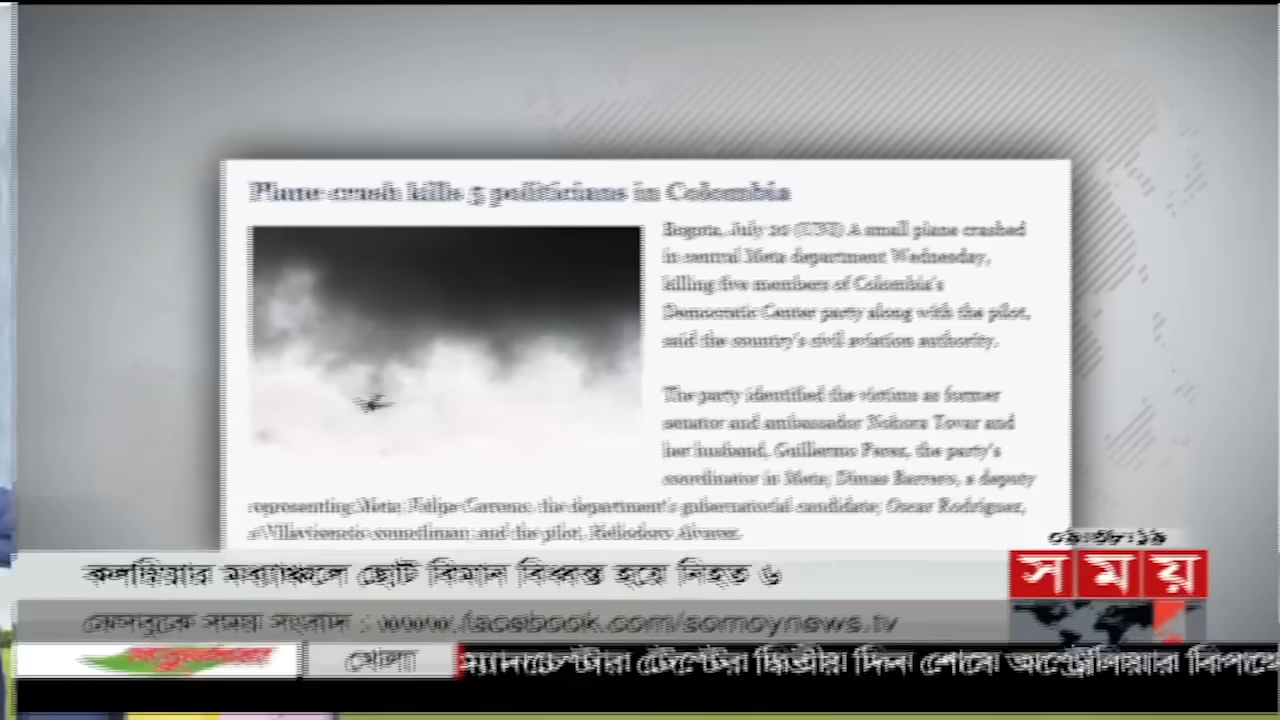 Plane crash kills 5 politicians in Colombia
Bogota, July 20 (UNI) A small plane crashed
in central Meta department Wednesday,
killing five members of Colombia's
Democratic Center party along with the pilot,
said the country's civil aviation authority.
The party identified the victims as former
senator and ambassador Nohora Tovar and
her husband, Guillermo Perez, the party's
coordinator in Meta; Dimas Barrero, a deputy
representing Meta; Felipe Carreno, the department's gubernatorial candidate; Oscar Rodriguez,
a Villavicencio councilman; and the pilot, Heliodoro Alvarez.
কলম্বিয়ার মধ্যাঞ্চলে ছোট বিমান বিধ্বস্ত হয়ে নিহত ৬
সময়
ফেসবুকে সময় সংবাদ : www.facebook.com/somoynews.tv
খেলা
ম্যানচেস্টার টেস্টের দ্বিতীয় দিন শেষে অস্ট্রেলিয়ার বিপক্ষে